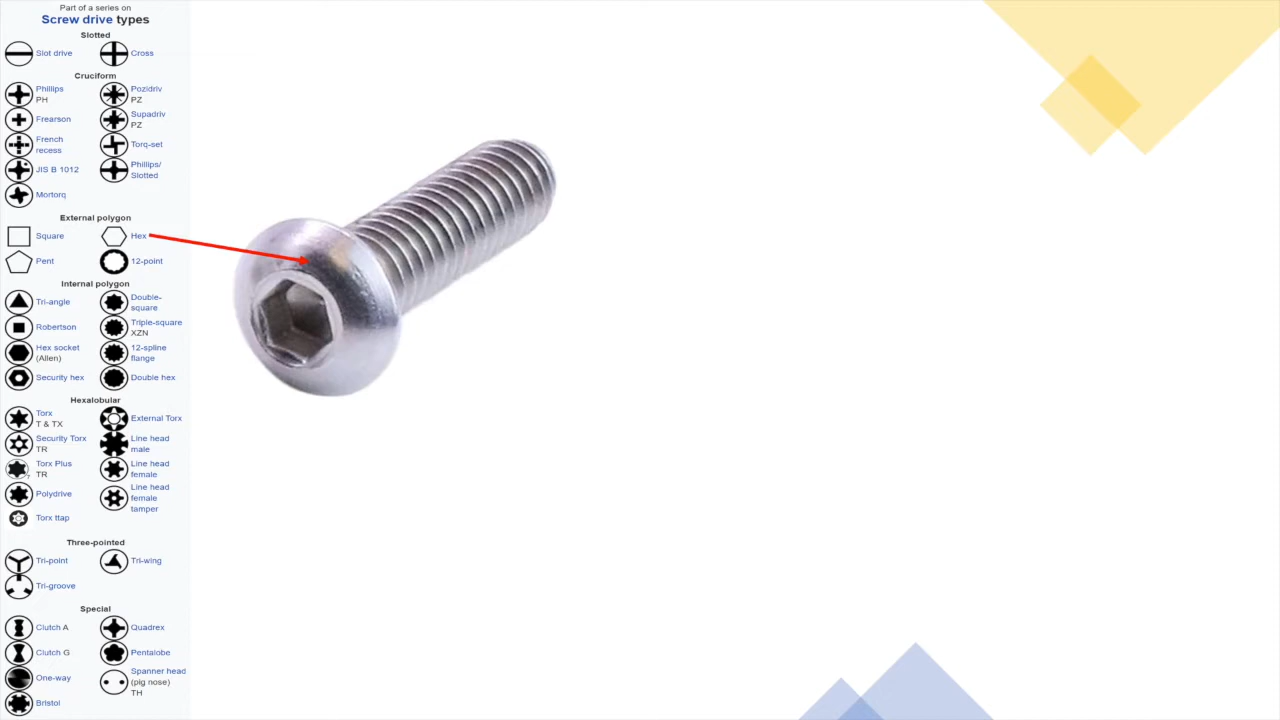 Part of a series on
Screw drive types
Slotted
Slot drive
Cross
Cruciform
Phillips
PH
Pozidriv
PZ
Frearson
Supadriv
PZ
French
recess
Torq-set
JIS B 1012
Phillips/
Slotted
Mortorq
External polygon
Square
Hex
Pent
12-point
Internal polygon
Tri-angle
Double-
square
Robertson
Triple-square
XZN
Hex socket
(Allen)
12-spline
flange
Security hex
Double hex
Hexalobular
Torx
T & TX
External Torx
Security Torx
TR
Line head
male
Torx Plus
TR
Line head
female
Polydrive
Line head
female
tamper
Torx ttap
Three-pointed
Tri-point
Tri-wing
Tri-groove
Special
Clutch A
Quadrex
Clutch G
Pentalobe
One-way
Spanner head
(pig nose)
TH
Bristol